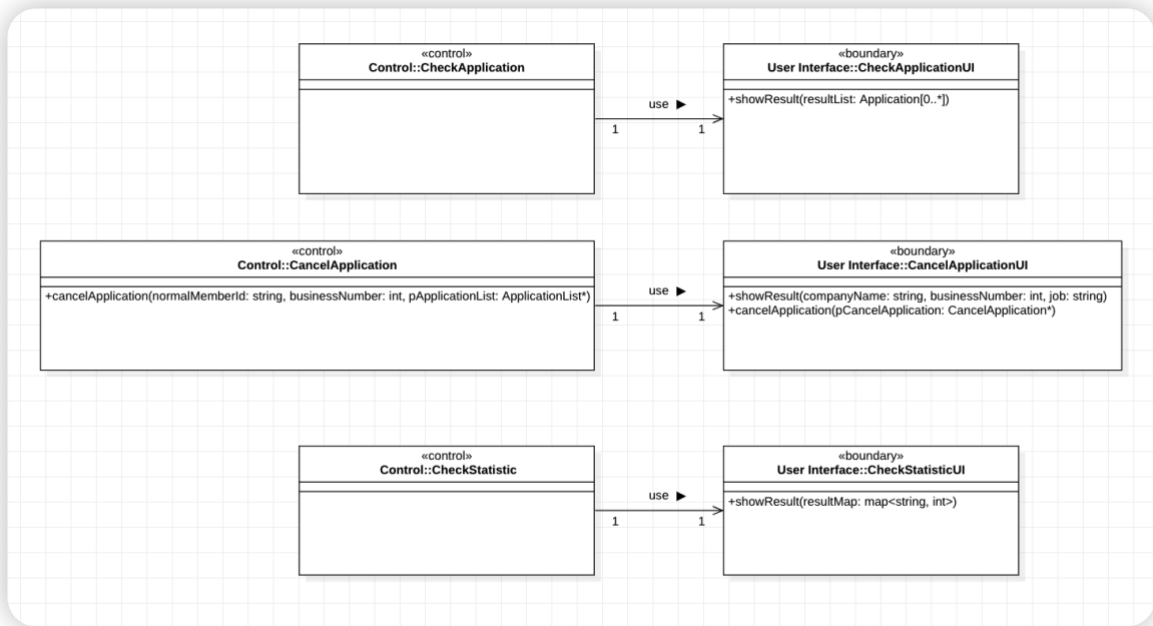 «control»
Control::CheckApplication
«boundary»
User Interface::CheckApplicationUI
+showResult(resultList: Application[0..*])
use ▶
1
1
«control»
Control::CancelApplication
+cancelApplication(normalMemberId: string, businessNumber: int, pApplicationList: ApplicationList*)
«boundary»
User Interface::CancelApplicationUI
+showResult(companyName: string, businessNumber: int, job: string)
+cancelApplication(pCancelApplication: CancelApplication*)
use ▶
1
1
«control»
Control::CheckStatistic
«boundary»
User Interface::CheckStatisticUI
+showResult(resultMap: map<string, int>)
use ▶
1
1